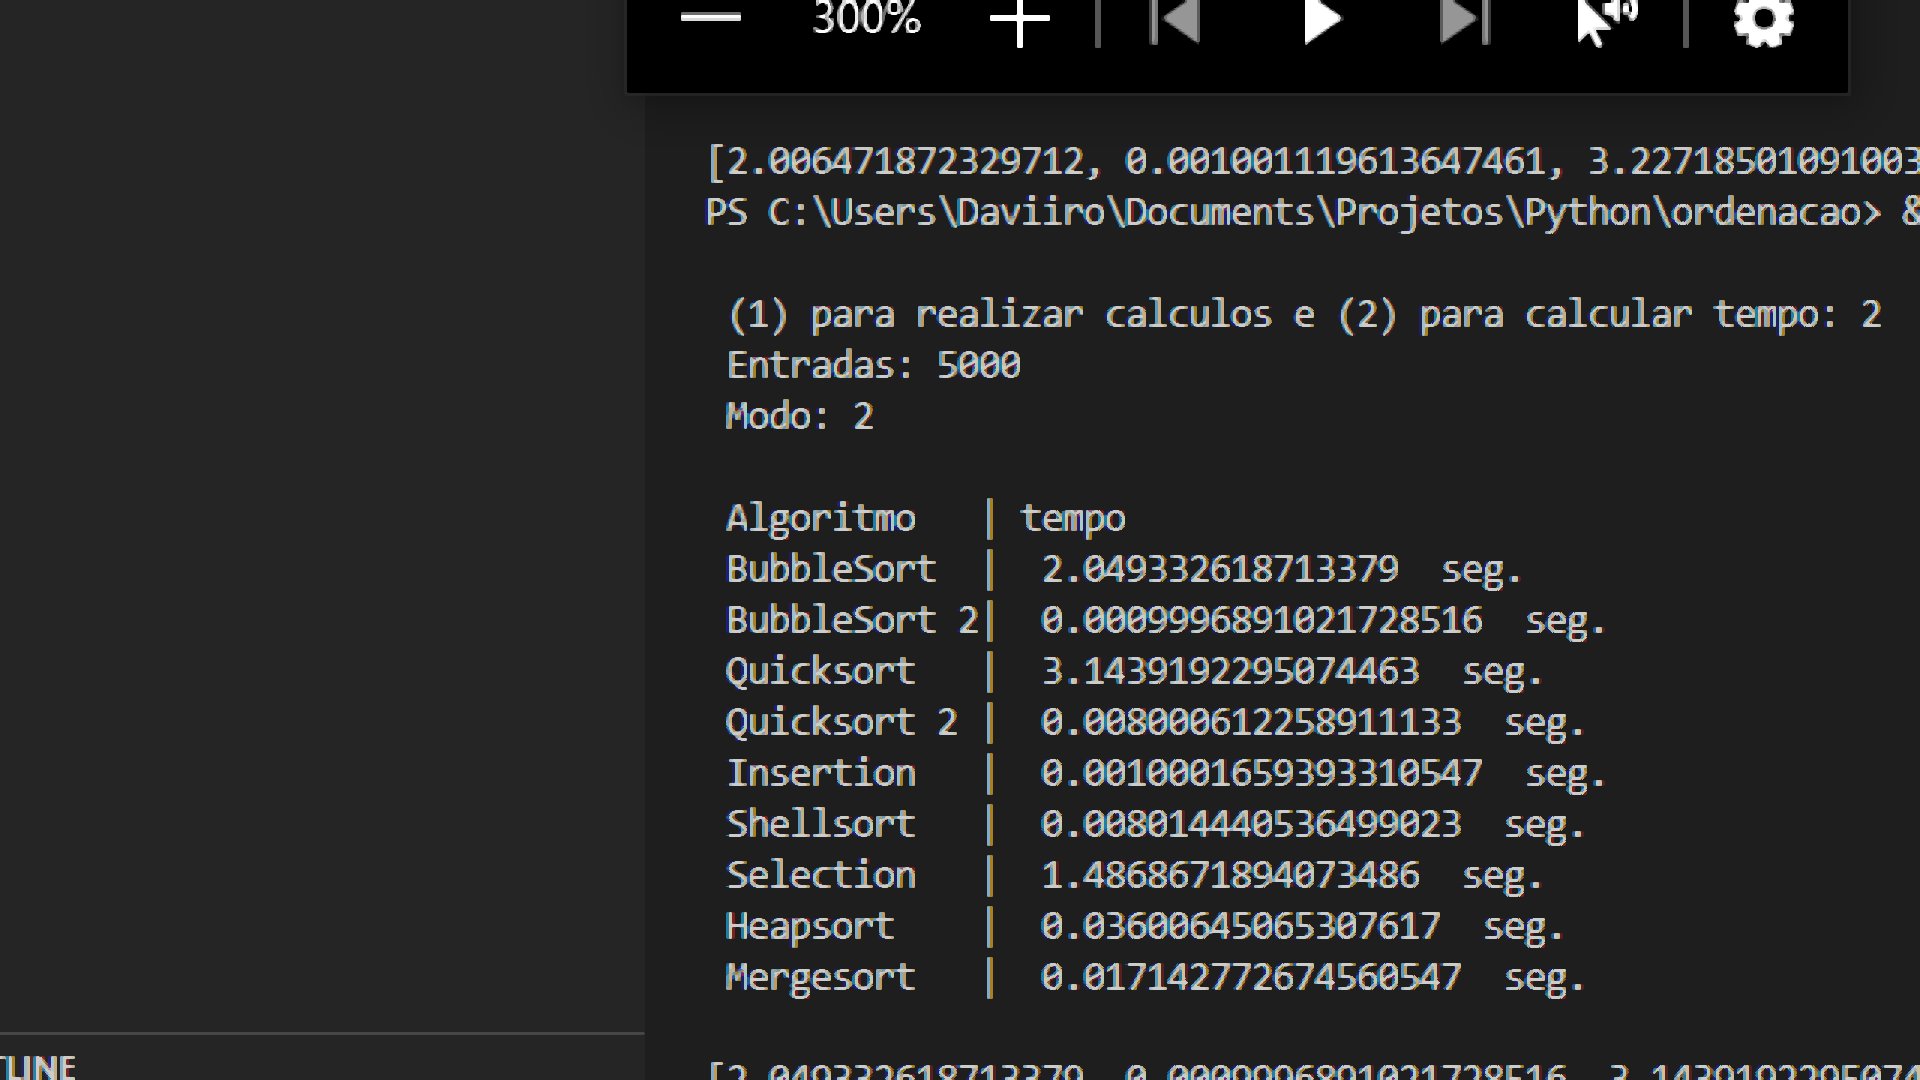 300%
[2.006471872329712, 0.001001119613647461, 3.2271850109100
PS C:\Users\Daviiro\Documents\Projetos\Python\ordenacao> &
(1) para realizar calculos e (2) para calcular tempo: 2
Entradas: 5000
Modo: 2
Algoritmo | tempo
BubbleSort | 2.049332618713379 seg.
BubbleSort 2| 0.0009996891021728516 seg.
Quicksort | 3.1439192295074463 seg.
Quicksort 2 | 0.008000612258911133 seg.
Insertion | 0.0010001659393310547 seg.
Shellsort | 0.008014440536499023 seg.
Selection | 1.4868671894073486 seg.
Heapsort | 0.03600645065307617 seg.
Mergesort | 0.017142772674560547 seg.
TLINE
[2.049332618713379, 0.0009996891021728516, 3.1439192295074